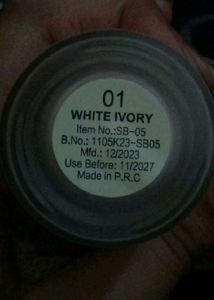 01
WHITE IVORY
Item No.:SB-05
B.No.: 1105K23-SB05
Mfd.: 12/2023
Use Before: 11/2027
Made in P.R.C